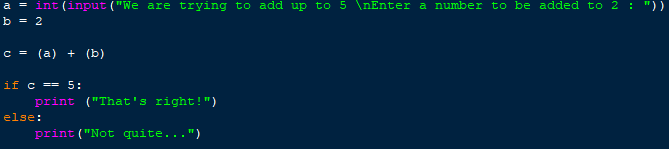 a = int(input("We are trying to add up to 5 \nEnter a number to be added to 2 : "))
b = 2
c = (a) + (b)
if c == 5:
    print ("That's right!")
else:
    print("Not quite...")